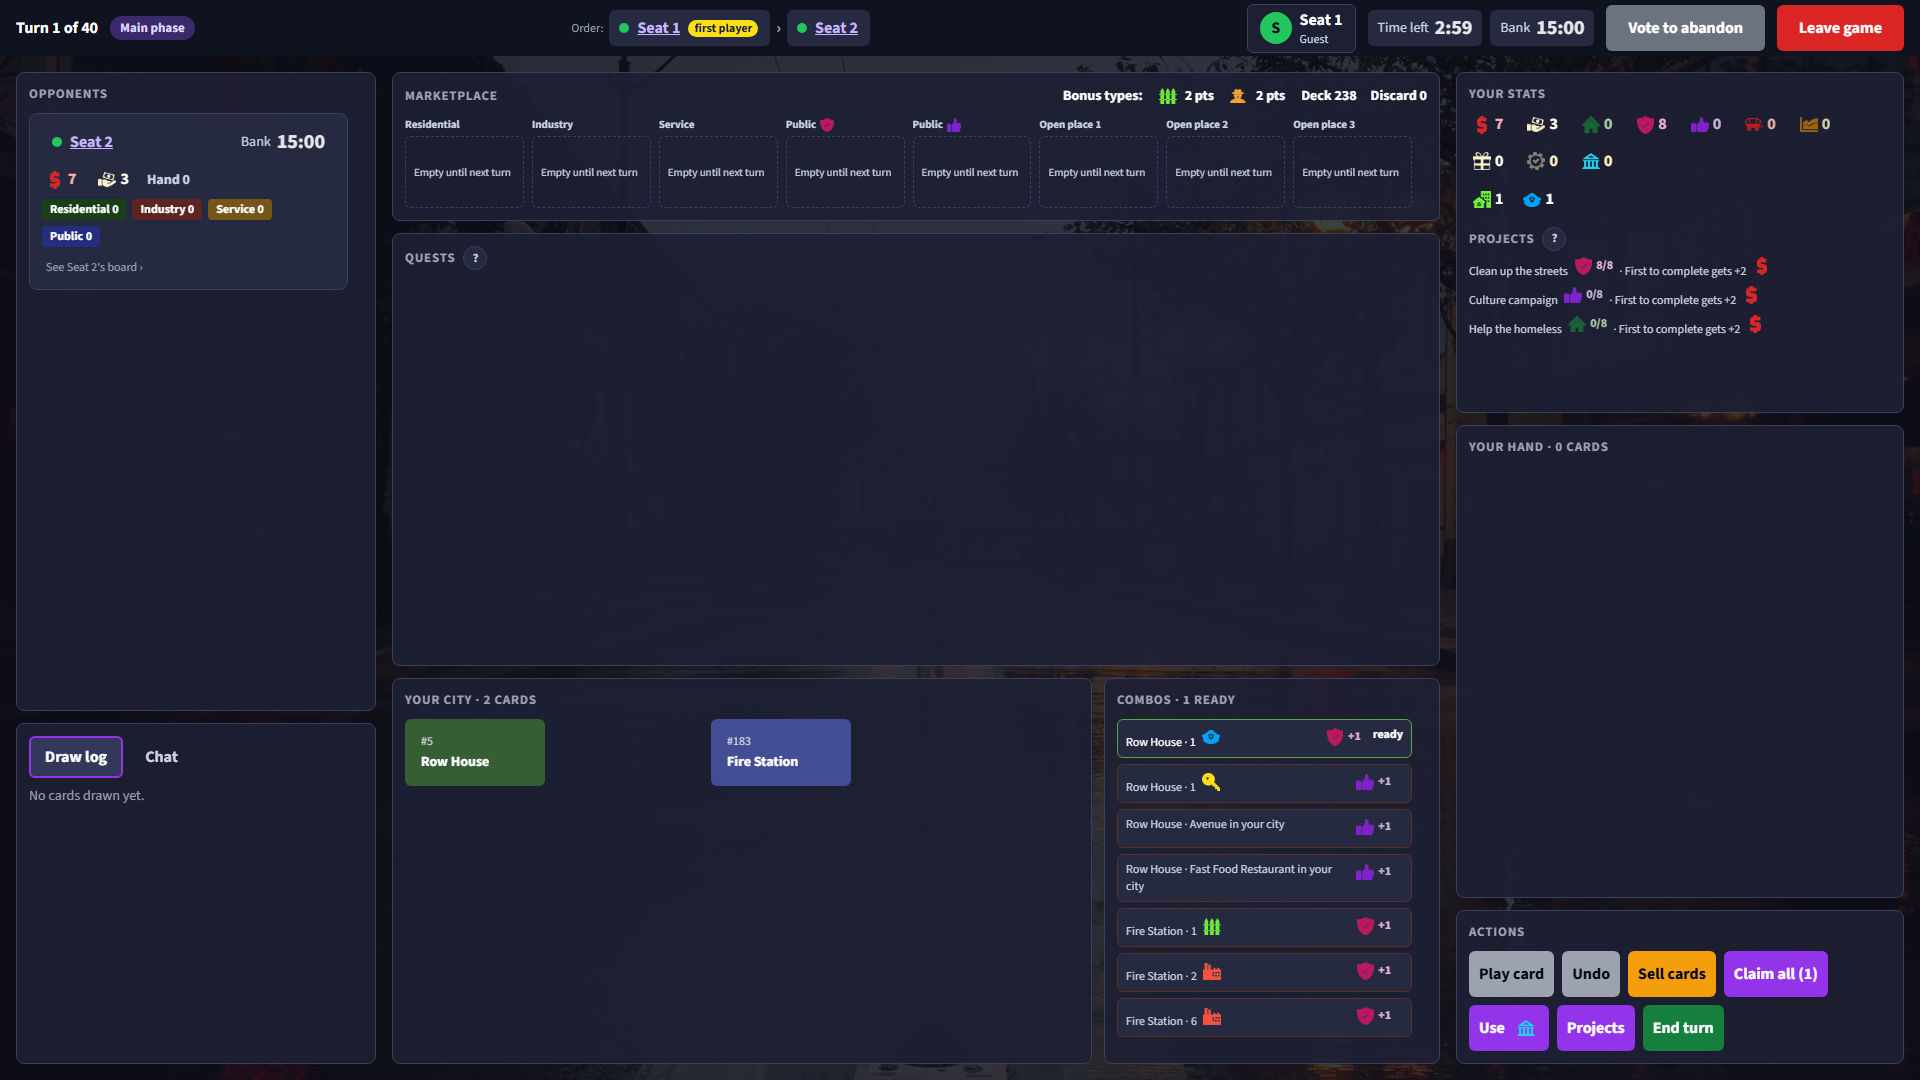 Turn 1 of 40
Main phase
Order:
Seat 1
first player
›
Seat 2
S
Seat 1
Guest
Time left 2:59
Bank 15:00
Vote to abandon
Leave game
OPPONENTS
Seat 2
Bank 15:00
7
3
Hand 0
Residential 0
Industry 0
Service 0
Public 0
See Seat 2's board ›
Draw log
Chat
No cards drawn yet.
MARKETPLACE
Bonus types:
2 pts
2 pts
Deck 238
Discard 0
Residential
Industry
Service
Public
Public
Open place 1
Open place 2
Open place 3
Empty until next turn
Empty until next turn
Empty until next turn
Empty until next turn
Empty until next turn
Empty until next turn
Empty until next turn
Empty until next turn
QUESTS
?
YOUR CITY · 2 CARDS
#5
Row House
#183
Fire Station
COMBOS · 1 READY
Row House · 1
+1
ready
Row House · 1
+1
Row House · Avenue in your city
+1
Row House · Fast Food Restaurant in your
city
+1
Fire Station · 1
+1
Fire Station · 2
+1
Fire Station · 6
+1
YOUR STATS
$ 7
3
0
8
0
0
0
0
0
0
1
1
PROJECTS
?
Clean up the streets 8/8 · First to complete gets +2 $
Culture campaign 0/8 · First to complete gets +2 $
Help the homeless 0/8 · First to complete gets +2 $
YOUR HAND · 0 CARDS
ACTIONS
Play card
Undo
Sell cards
Claim all (1)
Use
Projects
End turn